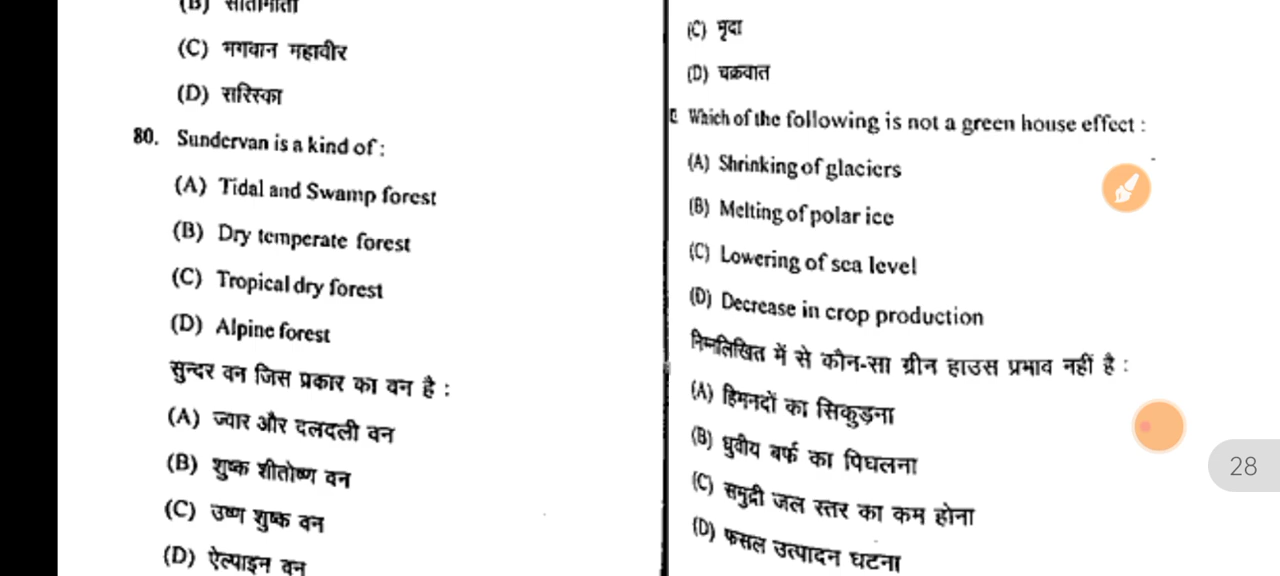 (B) सीतामाता
(C) भगवान महावीर
(D) सरिस्का
80. Sundervan is a kind of :
(A) Tidal and Swamp forest
(B) Dry temperate forest
(C) Tropical dry forest
(D) Alpine forest
सुन्दर वन जिस प्रकार का वन है :
(A) ज्वार और दलदली वन
(B) शुष्क शीतोष्ण वन
(C) उष्ण शुष्क वन
(D) ऐल्पाइन वन
(C) मृदा
(D) चक्रवात
Which of the following is not a green house effect :
(A) Shrinking of glaciers
(B) Melting of polar ice
(C) Lowering of sea level
(D) Decrease in crop production
निम्नलिखित में से कौन-सा ग्रीन हाउस प्रभाव नहीं है :
(A) हिमनदों का सिकुड़ना
(B) धुवीय बर्फ का पिघलना
(C) समुद्री जल स्तर का कम होना
(D) फसल उत्पादन घटना
28